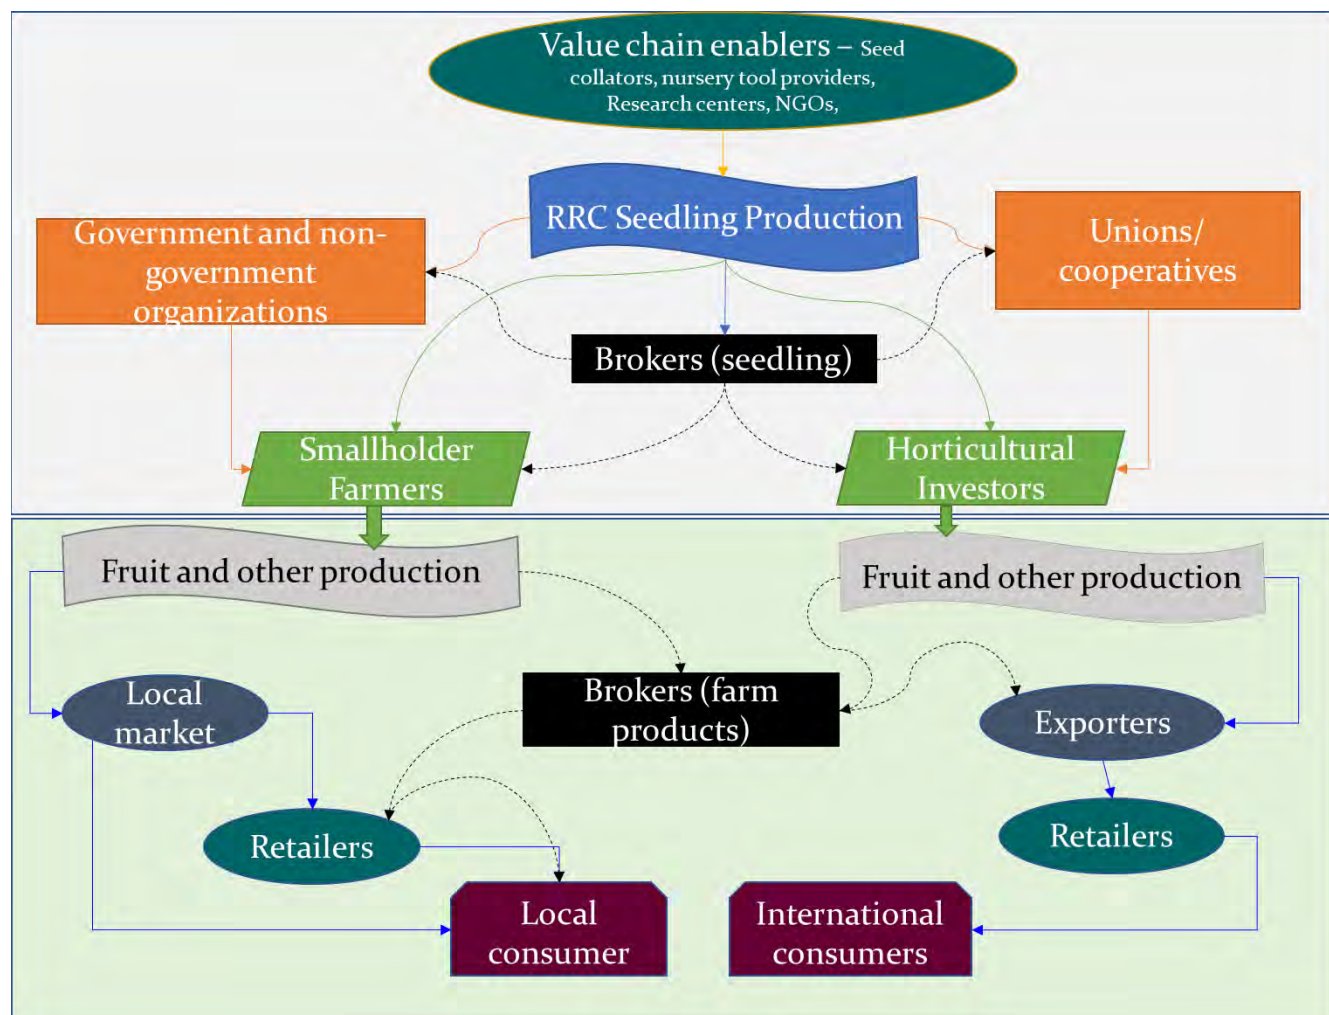 Value chain enablers – Seed
collators, nursery tool providers,
Research centers, NGOs,
RRC Seedling Production
Government and non-
government
organizations
Unions/
cooperatives
Brokers (seedling)
Smallholder
Farmers
Horticultural
Investors
Fruit and other production
Fruit and other production
Local
market
Brokers (farm
products)
Exporters
Retailers
Retailers
Local
consumer
International
consumers